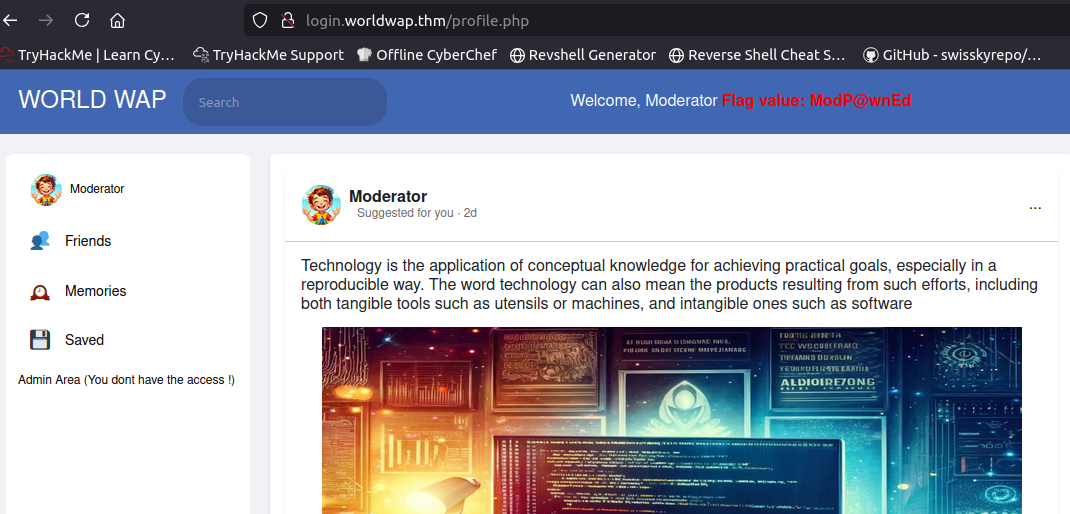 login.worldwap.thm/profile.php
TryHackMe | Learn Cy… TryHackMe Support Offline CyberChef Revshell Generator Reverse Shell Cheat S… GitHub - swisskyrepo/…
WORLD WAP Search Welcome, Moderator Flag value: ModP@wnEd
Moderator
Friends
Memories
Saved
Admin Area (You dont have the access !)
Moderator
Suggested for you · 2d
...
Technology is the application of conceptual knowledge for achieving practical goals, especially in a
reproducible way. The word technology can also mean the products resulting from such efforts, including
both tangible tools such as utensils or machines, and intangible ones such as software